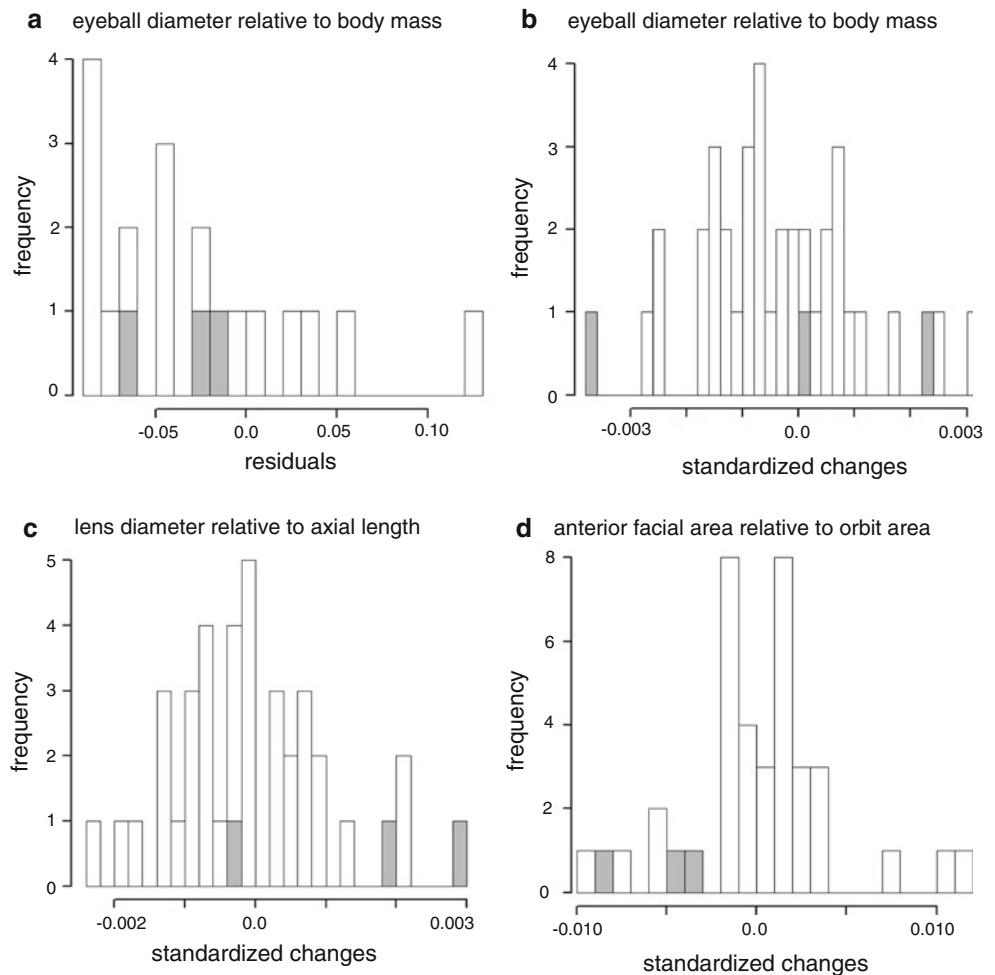 a eyeball diameter relative to body mass
4
3
2
1
0
frequency
-0.05 0.0 0.05 0.10
residuals
b eyeball diameter relative to body mass
4
3
2
1
0
frequency
-0.003 0.0 0.003
standardized changes
c lens diameter relative to axial length
5
4
3
2
1
0
frequency
-0.002 0.0 0.003
standardized changes
d anterior facial area relative to orbit area
8
6
4
2
0
frequency
-0.010 0.0 0.010
standardized changes